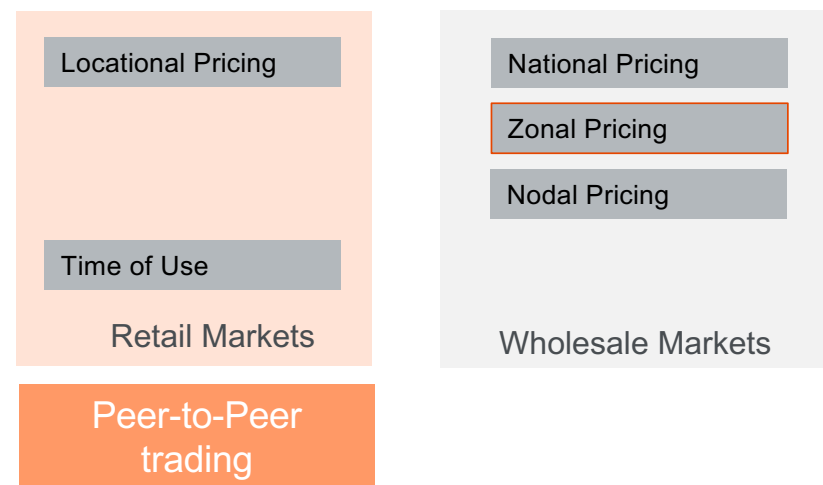 Locational Pricing
Time of Use
Retail Markets
Peer-to-Peer
trading
National Pricing
Zonal Pricing
Nodal Pricing
Wholesale Markets